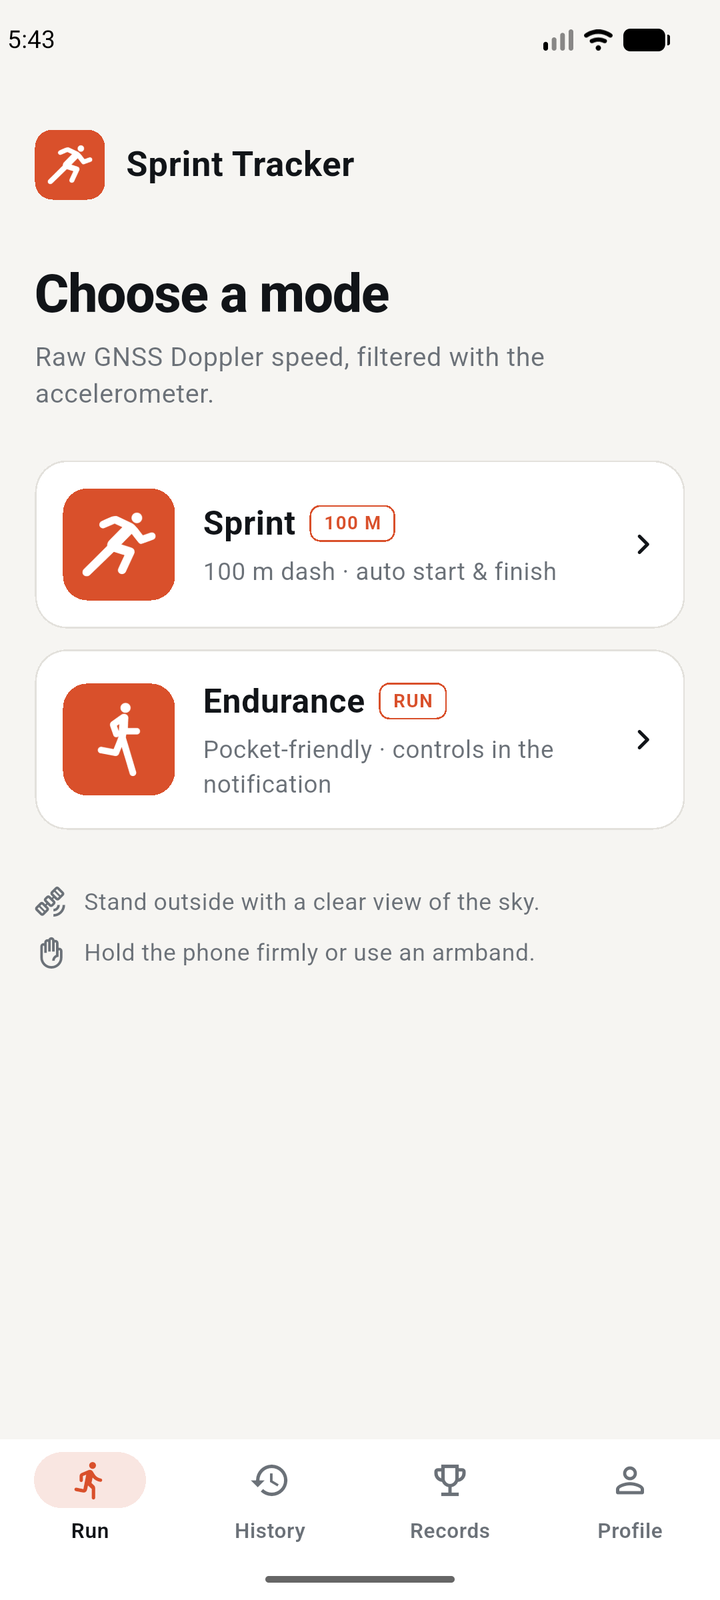 5:43
Sprint Tracker
Choose a mode
Raw GNSS Doppler speed, filtered with the
accelerometer.
Sprint 100 M
100 m dash · auto start & finish
Endurance RUN
Pocket-friendly · controls in the
notification
Stand outside with a clear view of the sky.
Hold the phone firmly or use an armband.
Run History Records Profile